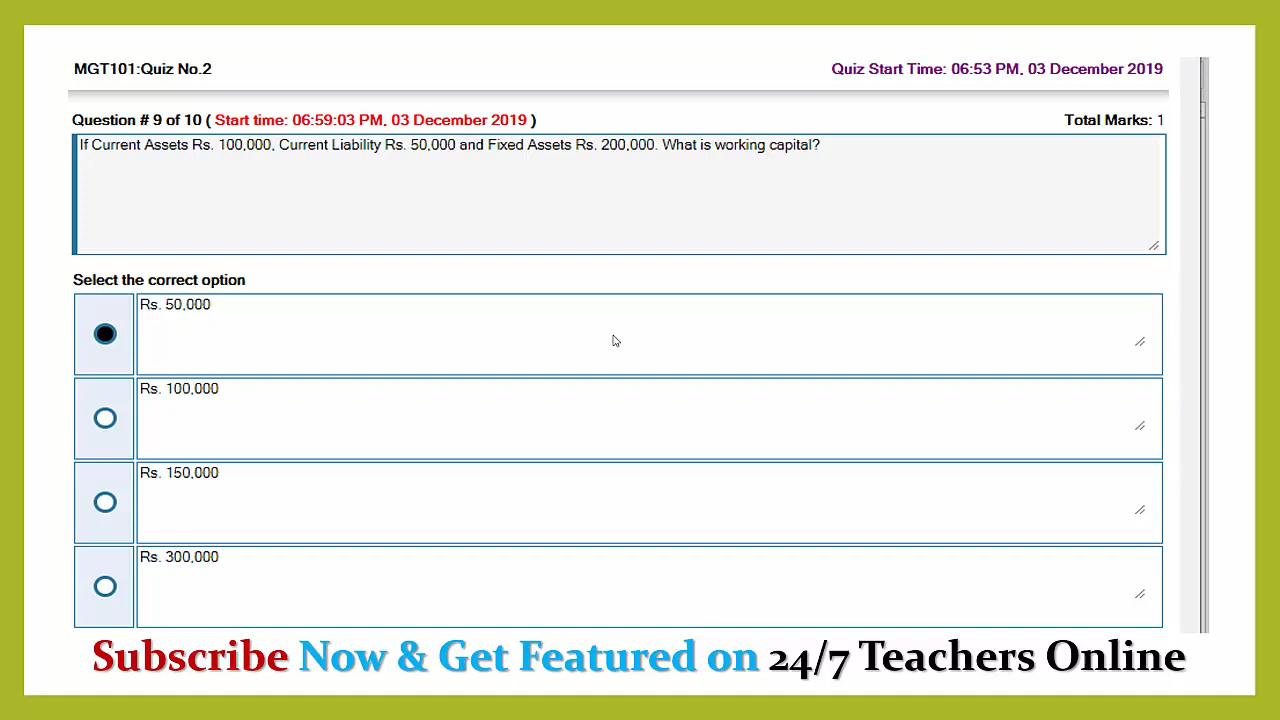 MGT101:Quiz No.2
Quiz Start Time: 06:53 PM, 03 December 2019
Question # 9 of 10 ( Start time: 06:59:03 PM, 03 December 2019 )
Total Marks: 1
If Current Assets Rs. 100,000, Current Liability Rs. 50,000 and Fixed Assets Rs. 200,000. What is working capital?
Select the correct option
Rs. 50,000
Rs. 100,000
Rs. 150,000
Rs. 300,000
Subscribe Now & Get Featured on 24/7 Teachers Online